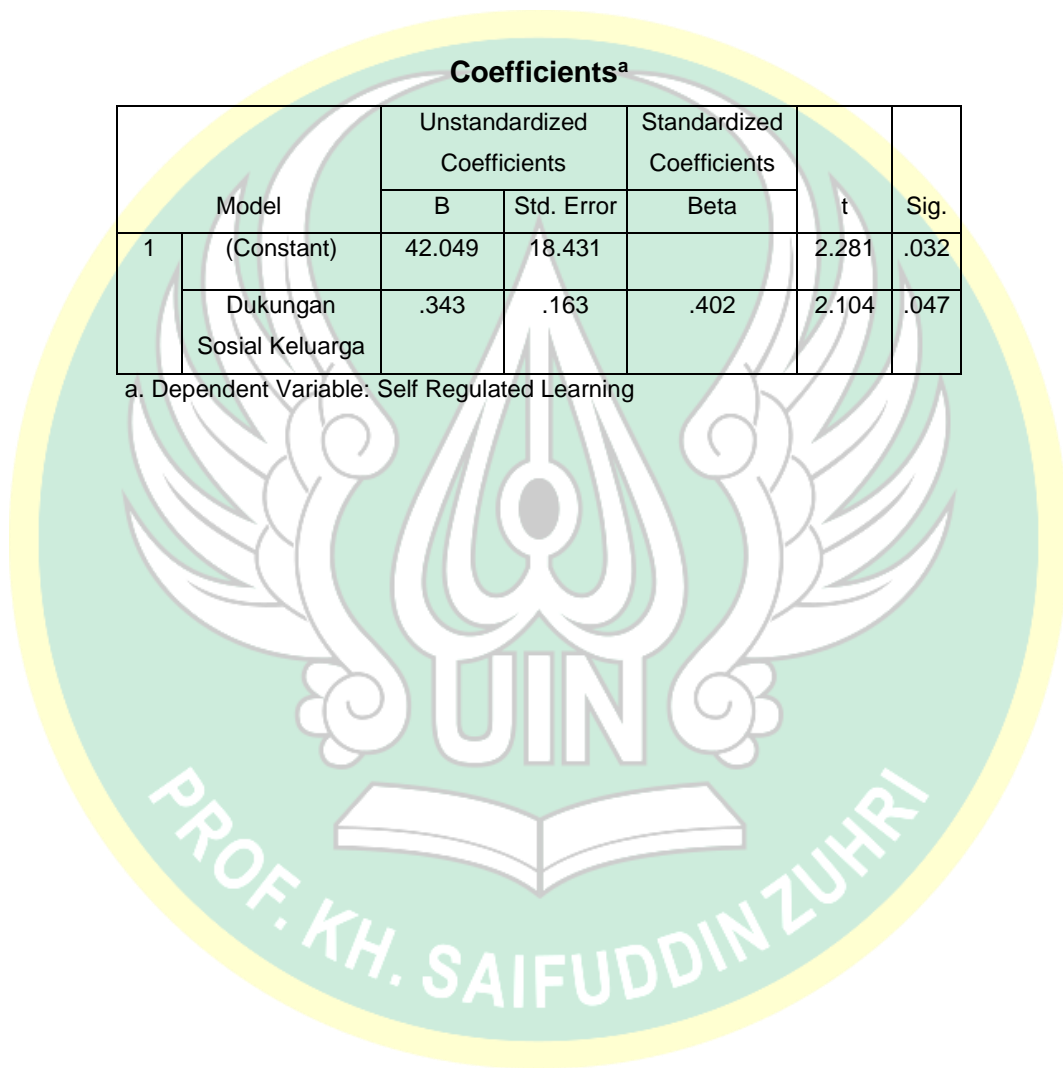 Coefficientsᵃ
Model Unstandardized Coefficients Standardized Coefficients t Sig.
B Std. Error Beta
1 (Constant) 42.049 18.431 2.281 .032
Dukungan Sosial Keluarga .343 .163 .402 2.104 .047
a. Dependent Variable: Self Regulated Learning
UIN
PROF. KH. SAIFUDDIN ZUHRI